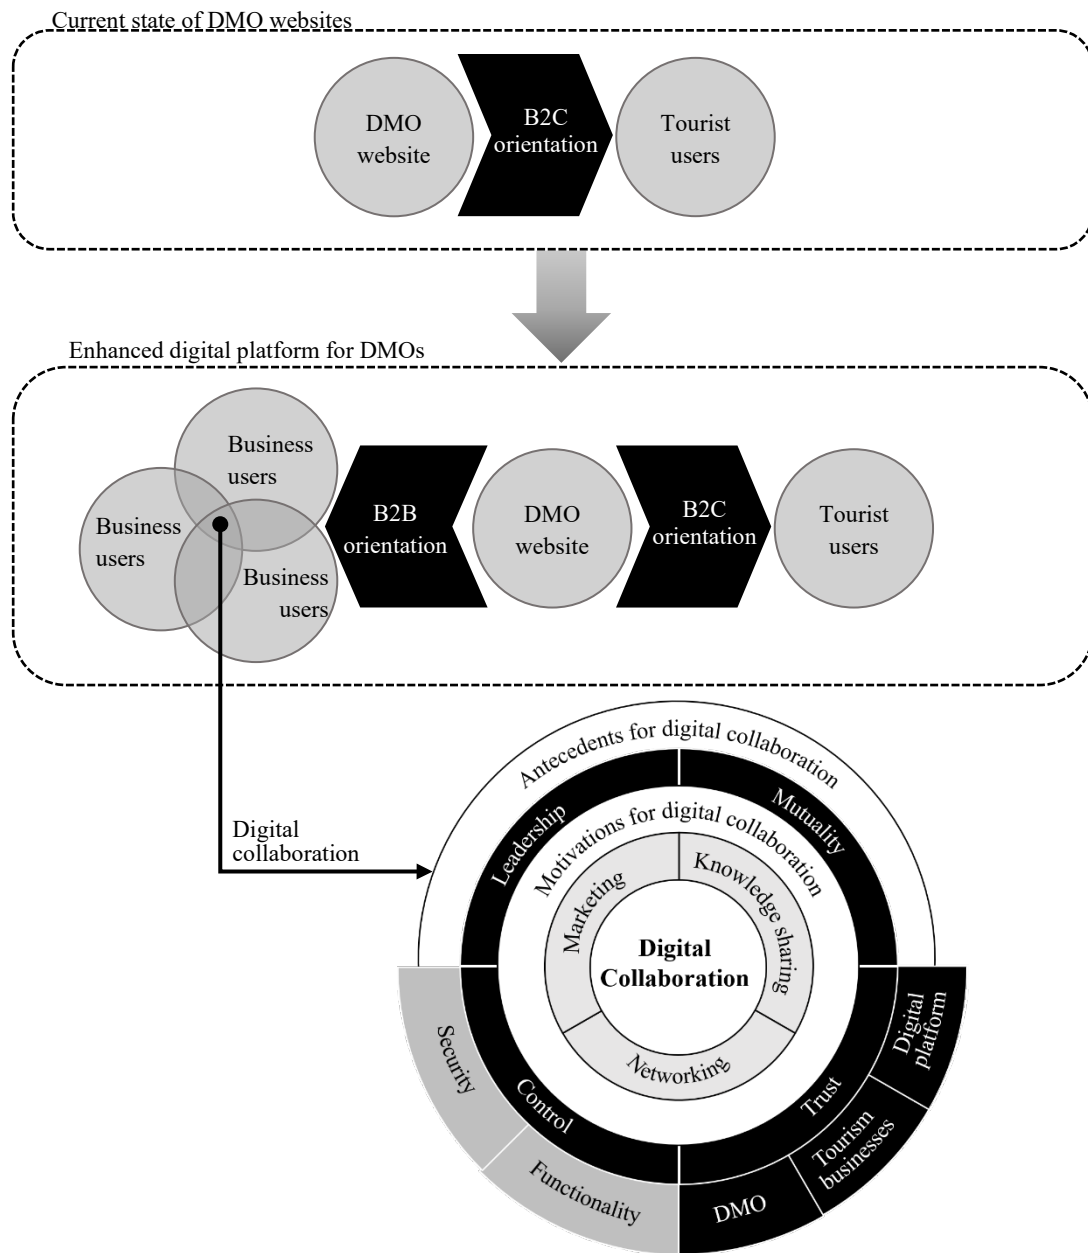 Current state of DMO websites
DMO
website
B2C
orientation
Tourist
users
Enhanced digital platform for DMOs
Business
users
Business
users
Business
users
B2B
orientation
DMO
website
B2C
orientation
Tourist
users
Digital
collaboration
Antecedents for digital collaboration
Leadership
Mutuality
Motivations for digital collaboration
Marketing
Knowledge sharing
Digital
Collaboration
Networking
Control
Trust
Security
Functionality
DMO
Tourism
businesses
Digital
platform